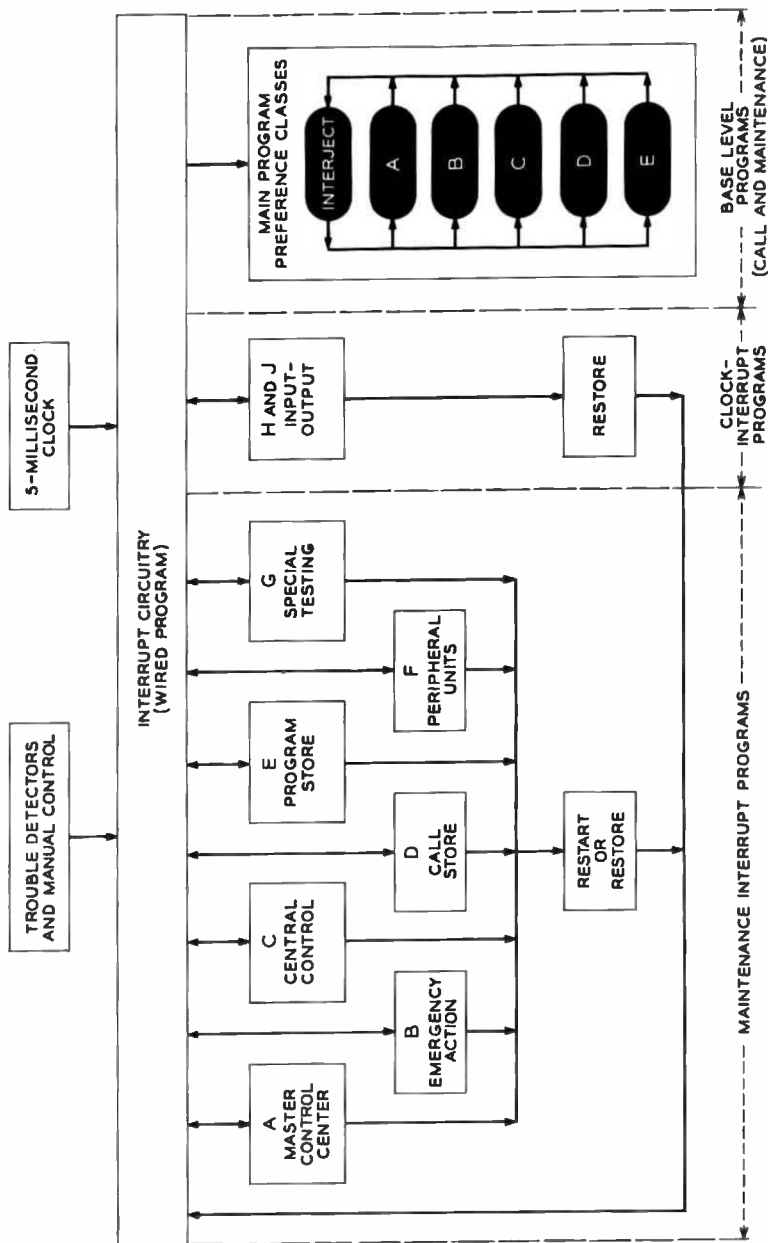 TROUBLE DETECTORS
AND MANUAL CONTROL
5-MILLISECOND
CLOCK
INTERRUPT CIRCUITRY
(WIRED PROGRAM)
A
MASTER
CONTROL
CENTER
B
EMERGENCY
ACTION
C
CENTRAL
CONTROL
D
CALL
STORE
E
PROGRAM
STORE
F
PERIPHERAL
UNITS
G
SPECIAL
TESTING
H AND J
INPUT-
OUTPUT
MAIN PROGRAM
PREFERENCE CLASSES
INTERJECT
A
B
C
D
E
RESTART
OR
RESTORE
RESTORE
MAINTENANCE INTERRUPT PROGRAMS
CLOCK-
INTERRUPT
PROGRAMS
BASE LEVEL
PROGRAMS
(CALL AND MAINTENANCE)